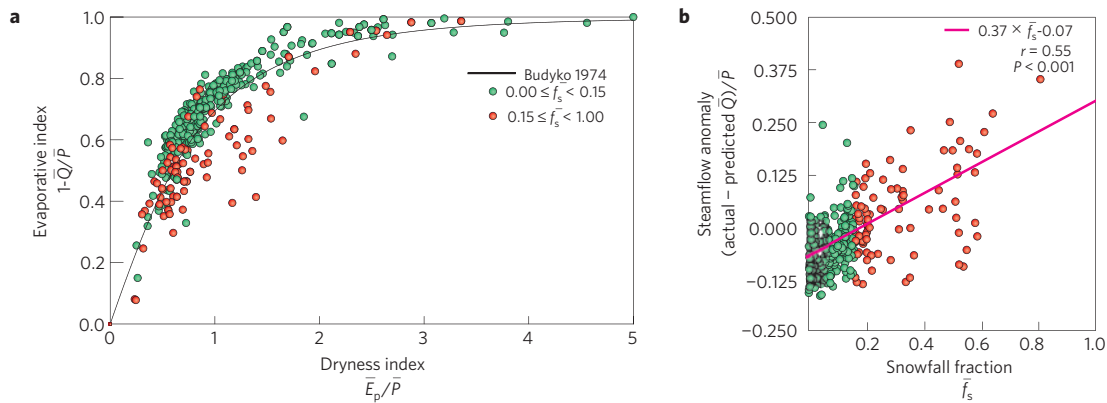 a
1.0
0.8
0.6
0.4
0.2
0.0
Evaporative index
1-Q̄/P̄
Budyko 1974
0.00 ≤ f̄s < 0.15
0.15 ≤ f̄s < 1.00
0 1 2 3 4 5
Dryness index
Ēp/P̄
b
0.500
0.375
0.250
0.125
0.000
−0.125
−0.250
Steamflow anomaly
(actual − predicted Q̄)/P̄
0.37 × f̄s-0.07
r = 0.55
P < 0.001
0.2 0.4 0.6 0.8 1.0
Snowfall fraction
f̄s